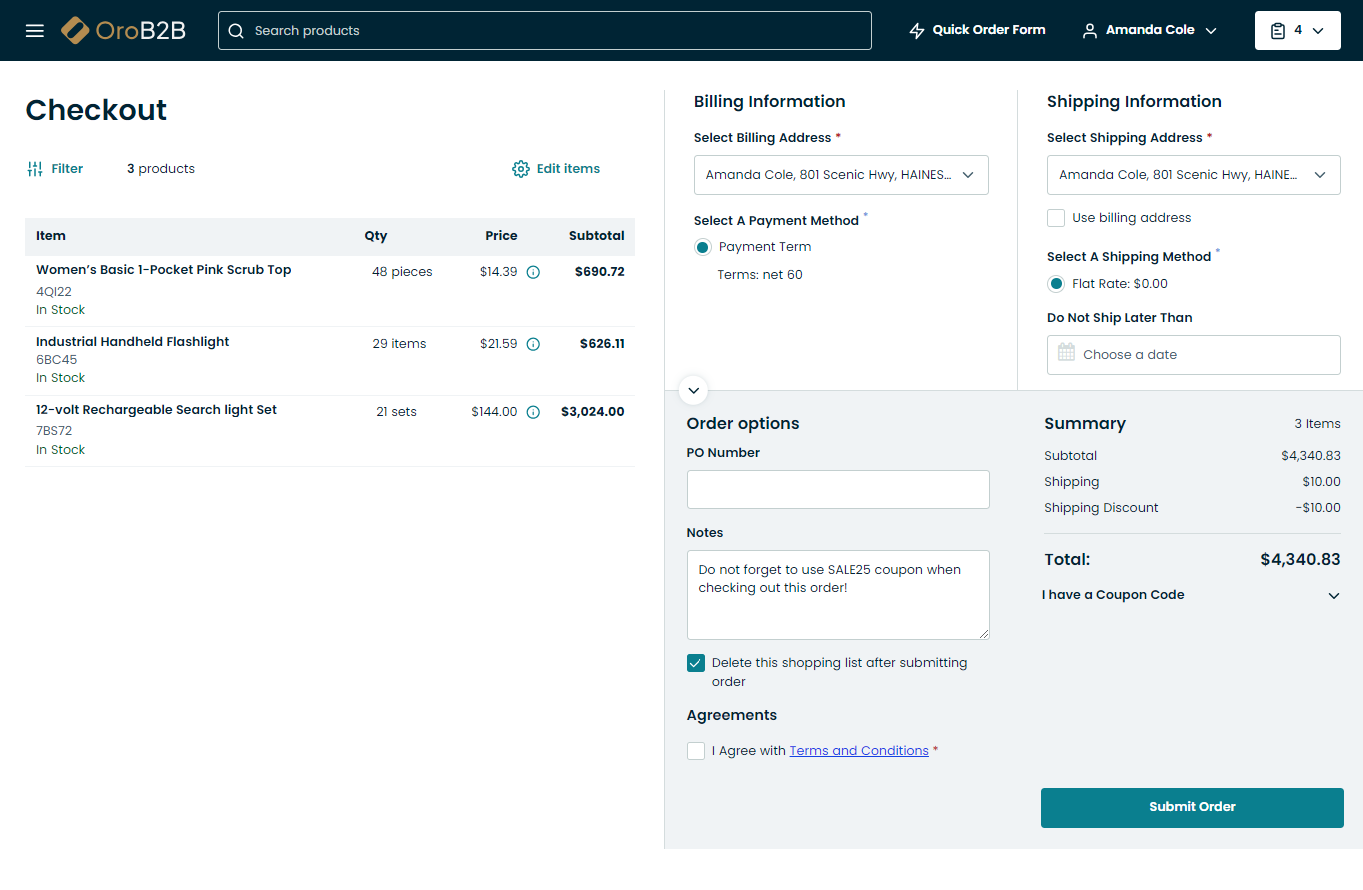 OroB2B
Search products
Quick Order Form
Amanda Cole
4
Checkout
Filter
3 products
Edit items
Item Qty Price Subtotal
Women’s Basic 1-Pocket Pink Scrub Top 48 pieces $14.39 $690.72
4QI22
In Stock
Industrial Handheld Flashlight 29 items $21.59 $626.11
6BC45
In Stock
12-volt Rechargeable Search light Set 21 sets $144.00 $3,024.00
7BS72
In Stock
Billing Information
Select Billing Address *
Amanda Cole, 801 Scenic Hwy, HAINES...
Select A Payment Method *
Payment Term
Terms: net 60
Shipping Information
Select Shipping Address *
Amanda Cole, 801 Scenic Hwy, HAINE...
Use billing address
Select A Shipping Method *
Flat Rate: $0.00
Do Not Ship Later Than
Choose a date
Order options
PO Number
Notes
Do not forget to use SALE25 coupon when
checking out this order!
Delete this shopping list after submitting
order
Agreements
I Agree with Terms and Conditions *
Summary 3 Items
Subtotal $4,340.83
Shipping $10.00
Shipping Discount -$10.00
Total: $4,340.83
I have a Coupon Code
Submit Order